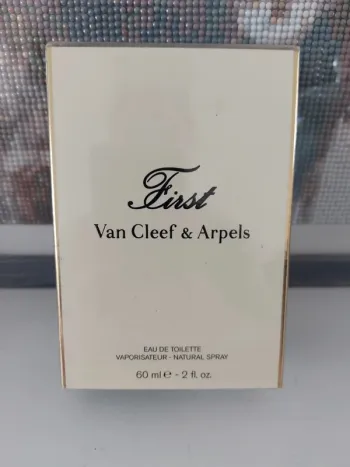 First
Van Cleef & Arpels
EAU DE TOILETTE
VAPORISATEUR - NATURAL SPRAY
60 ml ℮ - 2 fl. oz.